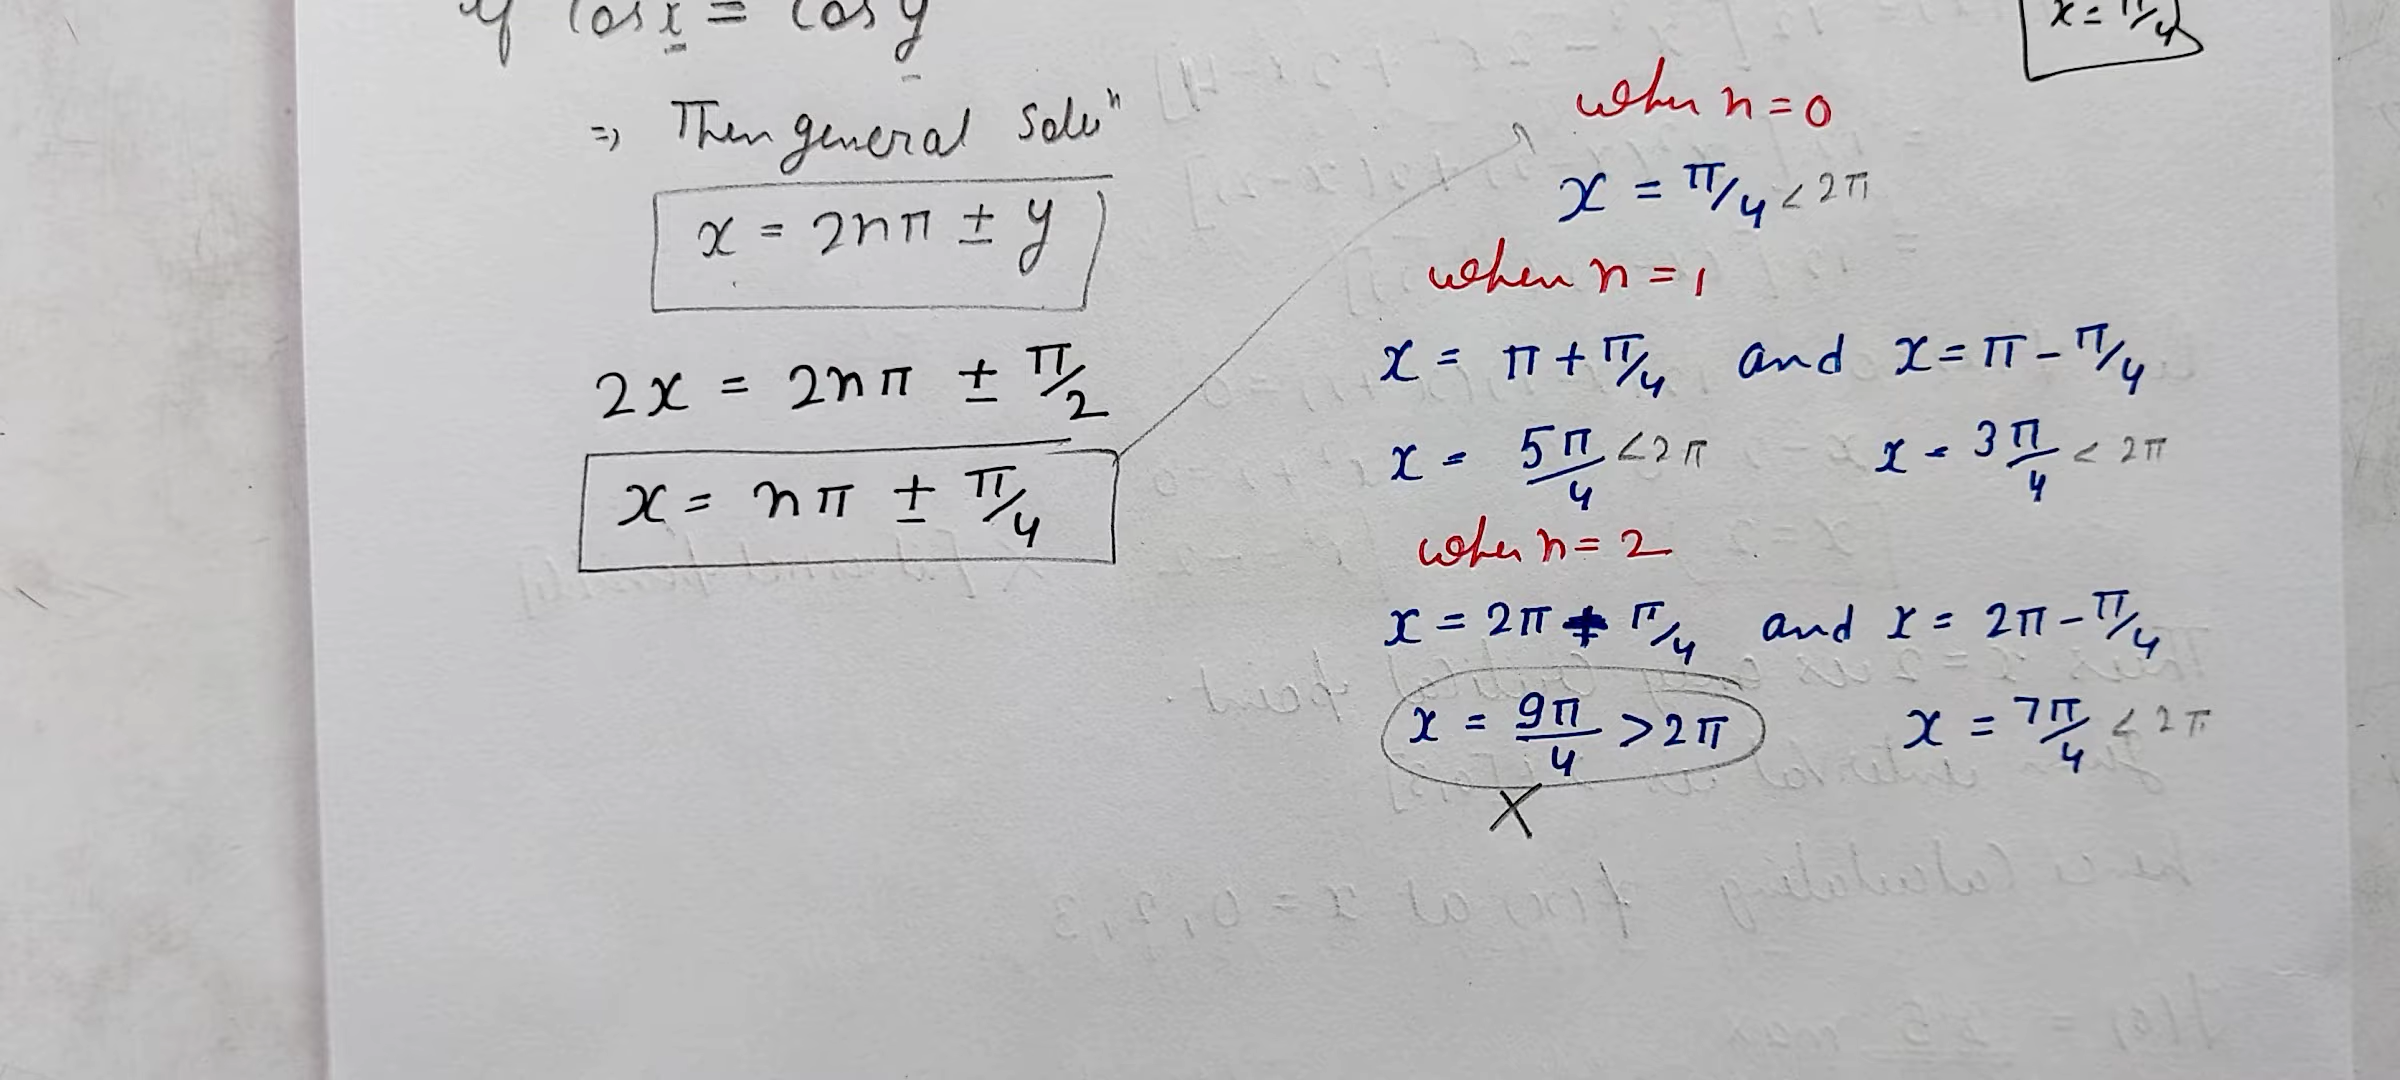 if cos x = cos y
x = π/4
=> Then general soluⁿ
x = 2nπ ± y
2x = 2nπ ± π/2
x = nπ ± π/4
when n = 0
x = π/4 < 2π
when n = 1
x = π + π/4 and x = π - π/4
x = 5π/4 < 2π x = 3π/4 < 2π
when n = 2
x = 2π + π/4 and x = 2π - π/4
x = 9π/4 > 2π x = 7π/4 < 2π
X